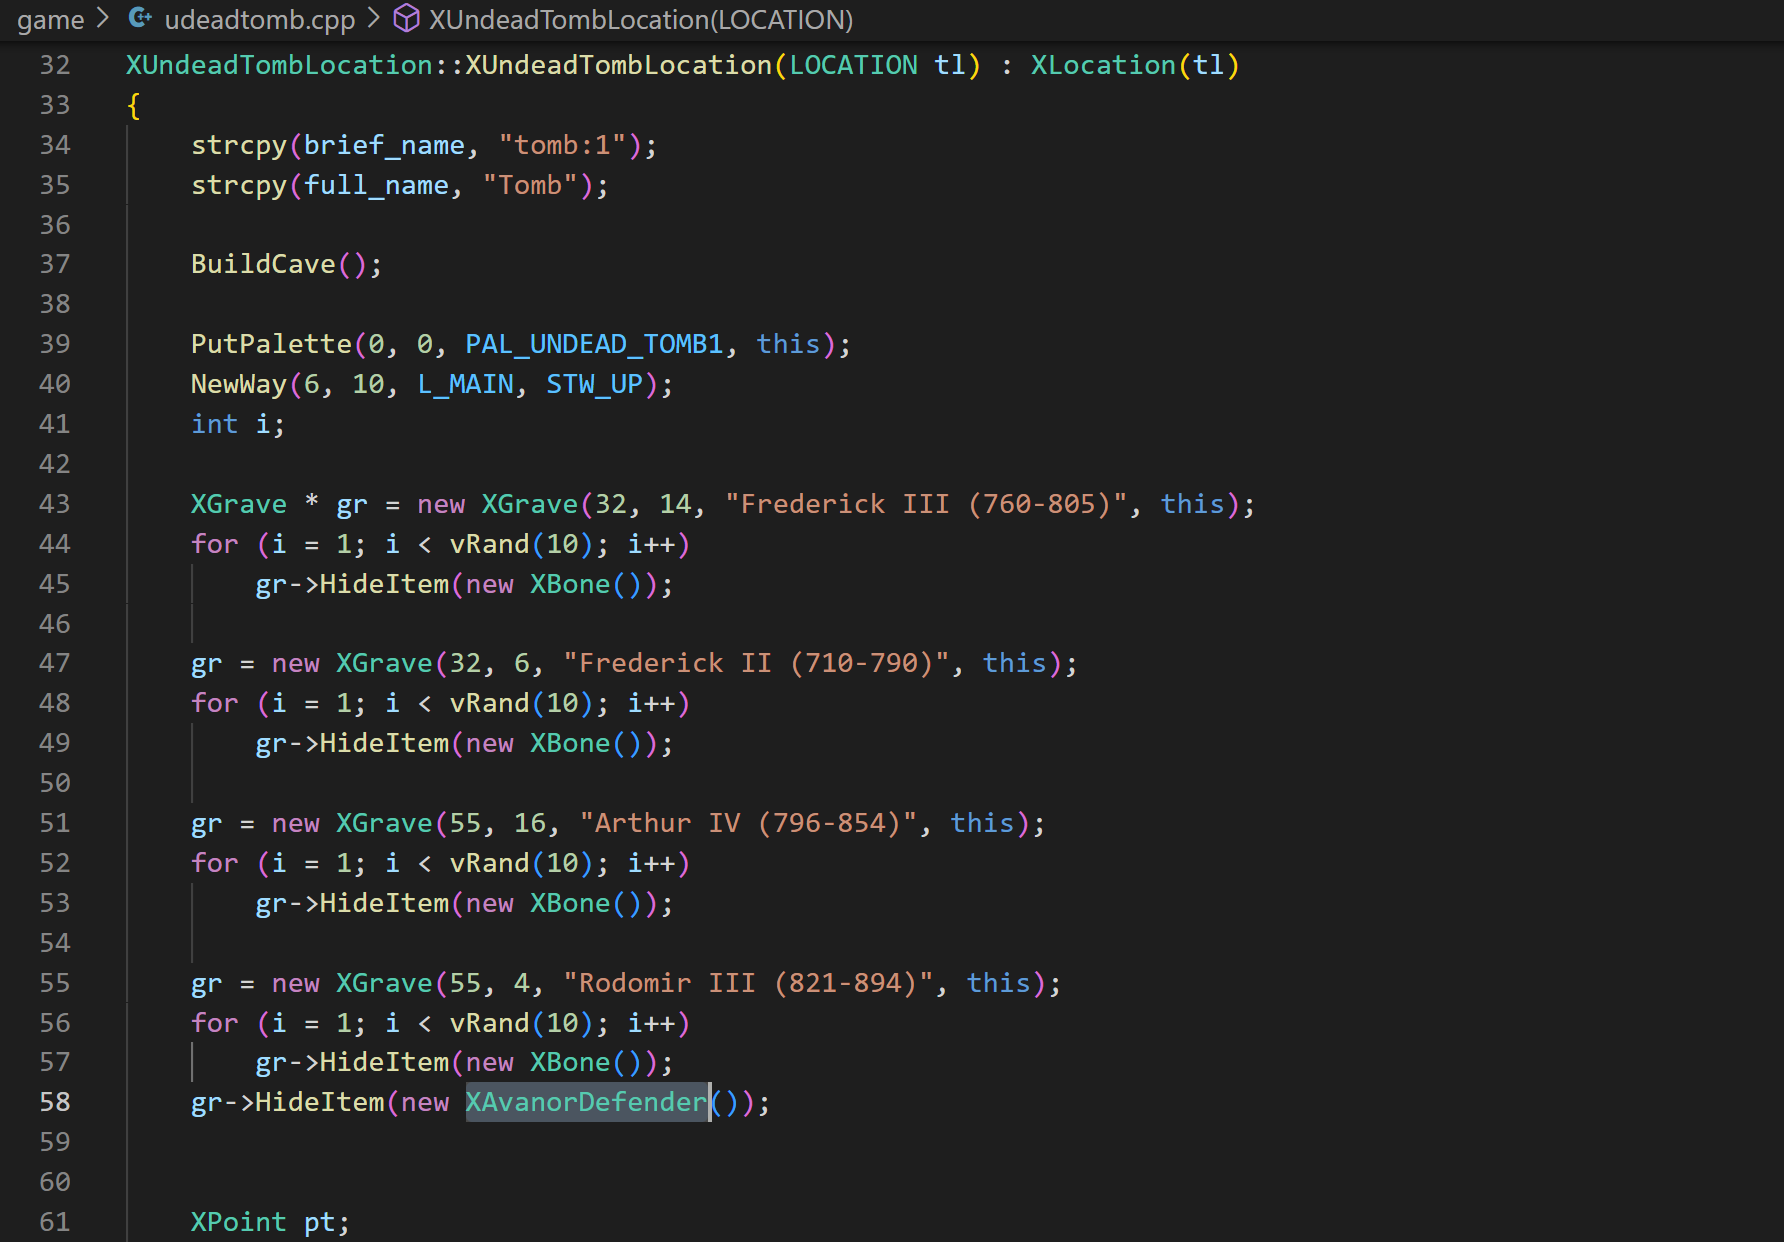 game > udeadtomb.cpp > XUndeadTombLocation(LOCATION)
32 XUndeadTombLocation::XUndeadTombLocation(LOCATION tl) : XLocation(tl)
33 {
34     strcpy(brief_name, "tomb:1");
35     strcpy(full_name, "Tomb");
36
37     BuildCave();
38
39     PutPalette(0, 0, PAL_UNDEAD_TOMB1, this);
40     NewWay(6, 10, L_MAIN, STW_UP);
41     int i;
42
43     XGrave * gr = new XGrave(32, 14, "Frederick III (760-805)", this);
44     for (i = 1; i < vRand(10); i++)
45         gr->HideItem(new XBone());
46
47     gr = new XGrave(32, 6, "Frederick II (710-790)", this);
48     for (i = 1; i < vRand(10); i++)
49         gr->HideItem(new XBone());
50
51     gr = new XGrave(55, 16, "Arthur IV (796-854)", this);
52     for (i = 1; i < vRand(10); i++)
53         gr->HideItem(new XBone());
54
55     gr = new XGrave(55, 4, "Rodomir III (821-894)", this);
56     for (i = 1; i < vRand(10); i++)
57         gr->HideItem(new XBone());
58     gr->HideItem(new XAvanorDefender());
59
60
61     XPoint pt;